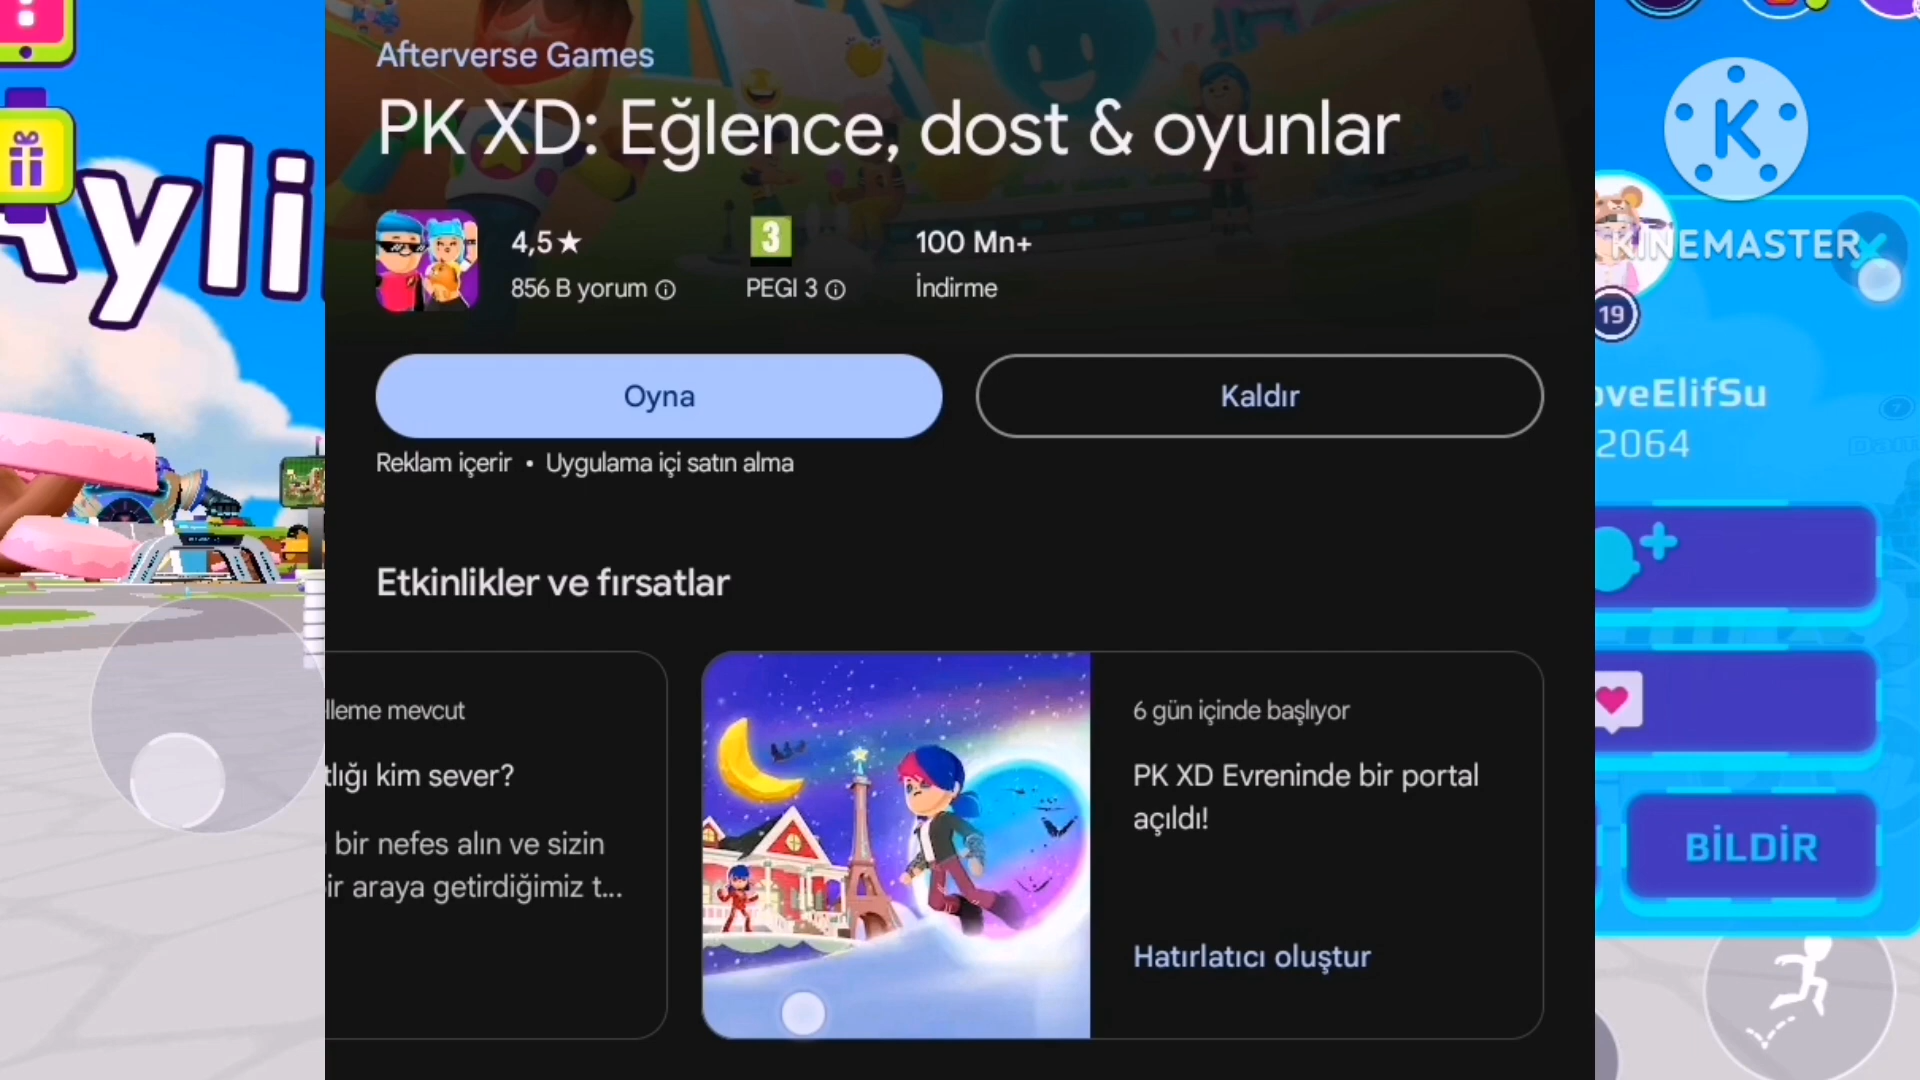 Ayli
Afterverse Games
PK XD: Eğlence, dost & oyunlar
4,5★
856 B yorum
3
PEGI 3
100 Mn+
İndirme
Oyna
Kaldır
Reklam içerir • Uygulama içi satın alma
Etkinlikler ve fırsatlar
lleme mevcut
tlığı kim sever?
bir nefes alın ve sizin
ir araya getirdiğimiz t...
6 gün içinde başlıyor
PK XD Evreninde bir portal
açıldı!
Hatırlatıcı oluştur
K
KINEMASTER
19
oveElifSu
2064
BİLDİR